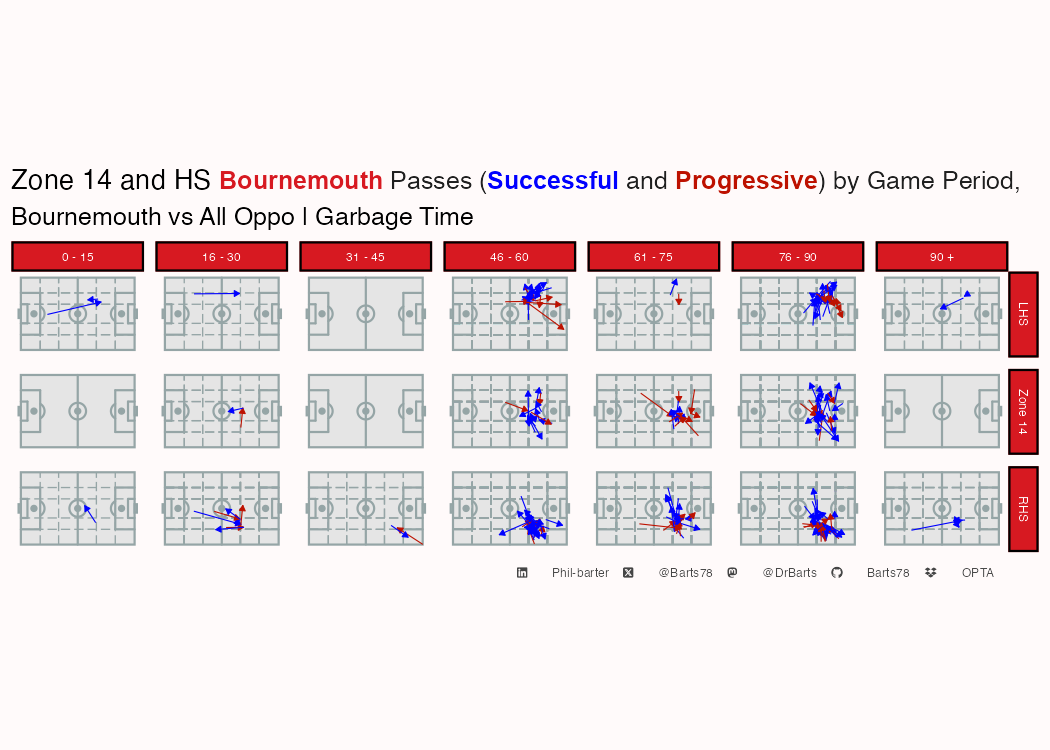 Zone 14 and HS Bournemouth Passes (Successful and Progressive) by Game Period,
Bournemouth vs All Oppo | Garbage Time
0 - 15 16 - 30 31 - 45 46 - 60 61 - 75 76 - 90 90 +
LHS
Zone 14
RHS
Phil-barter @Barts78 @DrBarts Barts78 OPTA